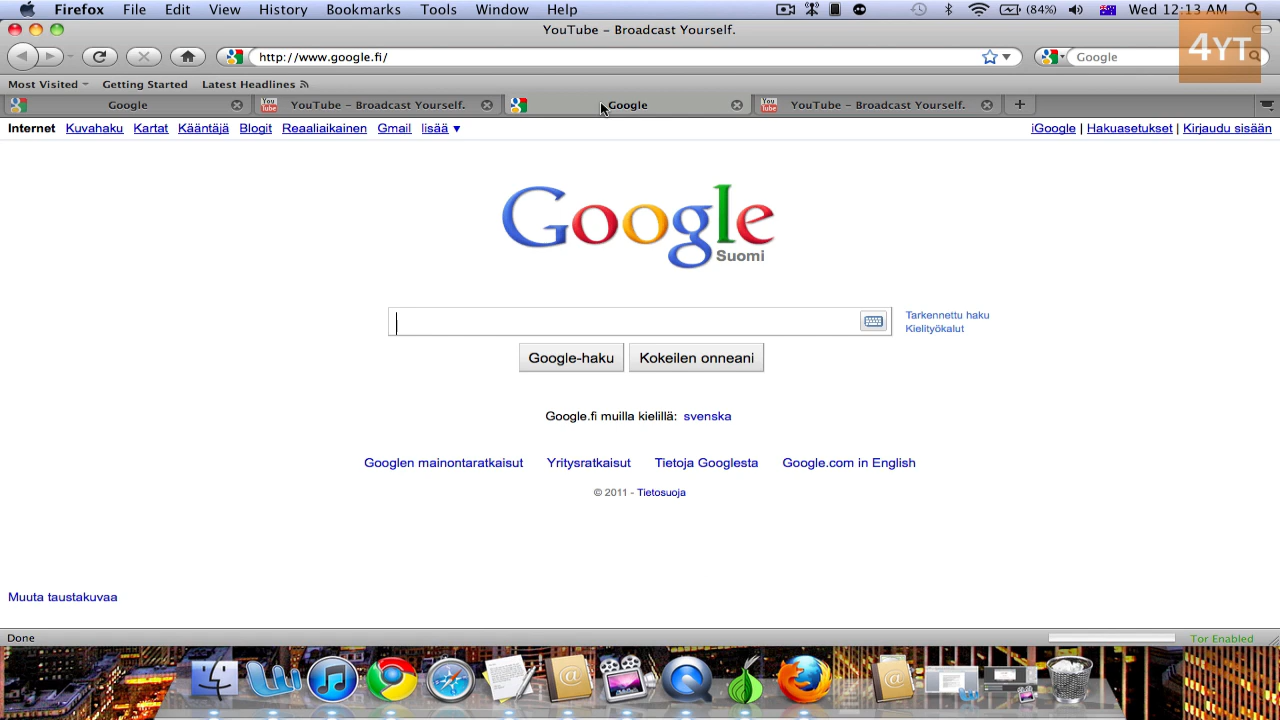 Firefox File Edit View History Bookmarks Tools Window Help (84%) Wed 12:13 AM
YouTube – Broadcast Yourself.
4YT
http://www.google.fi/ Google
Most Visited Getting Started Latest Headlines
Google YouTube – Broadcast Yourself. Google YouTube – Broadcast Yourself.
Internet Kuvahaku Kartat Kääntäjä Blogit Reaaliaikainen Gmail lisää ▼ iGoogle | Hakuasetukset | Kirjaudu sisään
Google
Suomi
Tarkennettu haku
Kielityökalut
Google-haku Kokeilen onneani
Google.fi muilla kielillä: svenska
Googlen mainontaratkaisut Yritysratkaisut Tietoja Googlesta Google.com in English
© 2011 - Tietosuoja
Muuta taustakuvaa
Done Tor Enabled